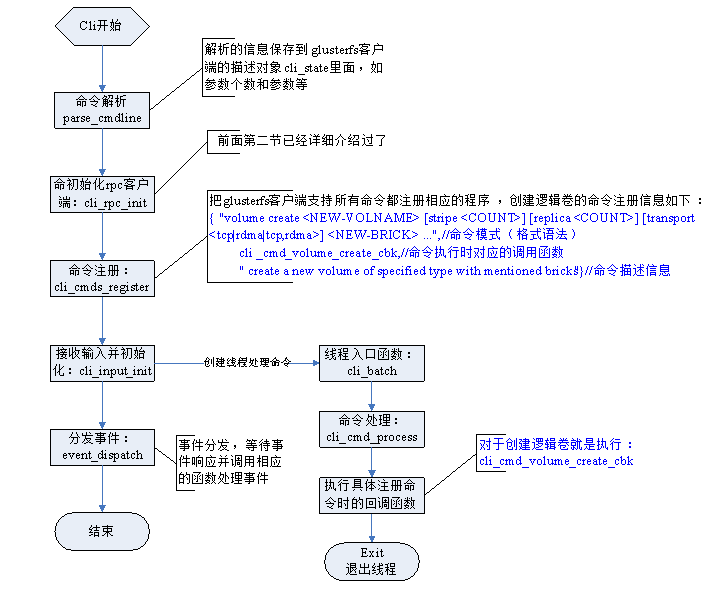 Cli开始
解析的信息保存到 glusterfs客户
端的描述对象 cli_state里面，如
参数个数和参数等
命令解析
parse_cmdline
前面第二节已经详细介绍过了
命初始化rpc客户
端：cli_rpc_init
把glusterfs客户端支持所有命令都注册相应的程序 ，创建逻辑卷的命令注册信息如下：
{ "volume create <NEW-VOLNAME> [stripe <COUNT>] [replica <COUNT>] [transport
<tcp|rdma|tcp,rdma>] <NEW-BRICK> ...",//命令模式（格式语法）
cli _cmd_volume_create_cbk,//命令执行时对应的调用函数
" create a new volume of specified type with mentioned bricks"}//命令描述信息
命令注册：
cli_cmds_register
接收输入并初始
化：cli_input_init
创建线程处理命令
线程入口函数：
cli_batch
命令处理：
cli_cmd_process
分发事件：
event_dispatch
事件分发，等待事
件响应并调用相应
的函数处理事件
对于创建逻辑卷就是执行：
cli_cmd_volume_create_cbk
执行具体注册命
令时的回调函数
结束
Exit
退出线程